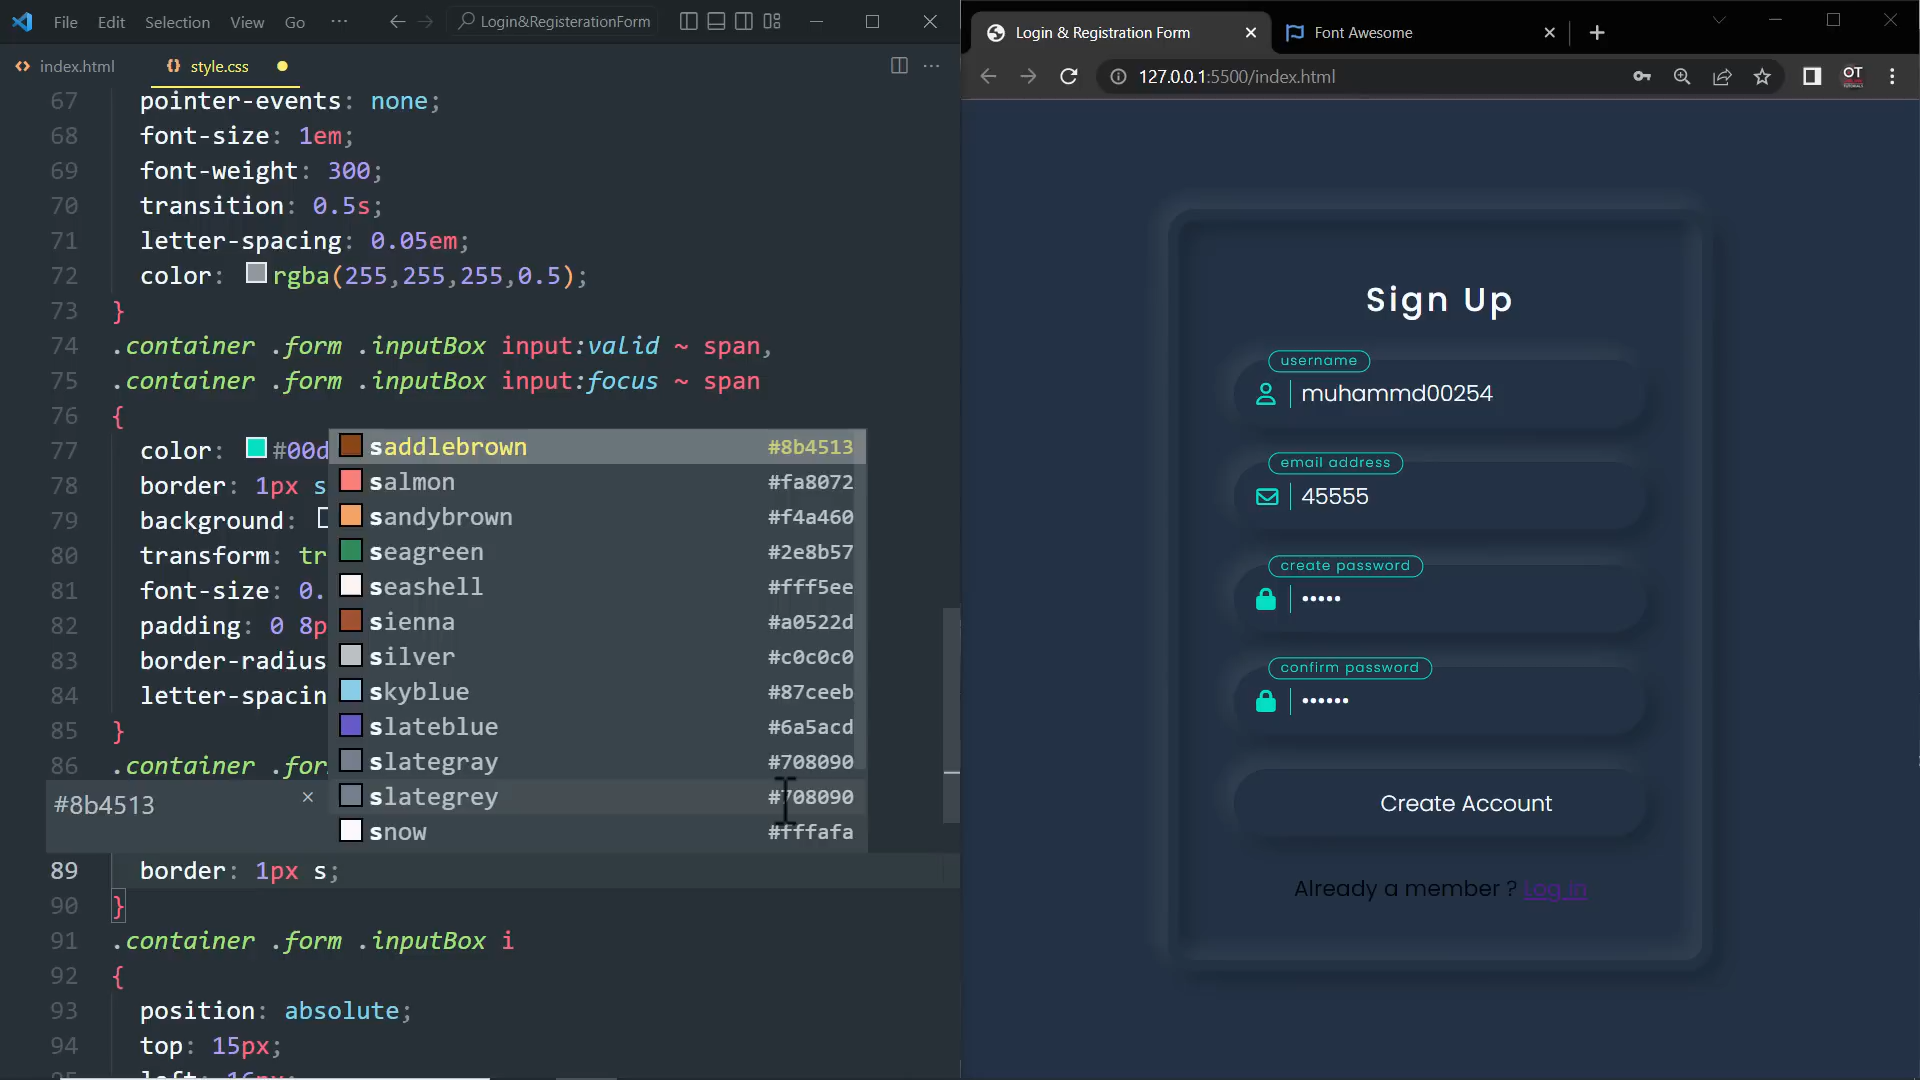 File Edit Selection View Go ··· Login&RegisterationForm
index.html style.css
67 pointer-events: none;
68 font-size: 1em;
69 font-weight: 300;
70 transition: 0.5s;
71 letter-spacing: 0.05em;
72 color: rgba(255,255,255,0.5);
73 }
74 .container .form .inputBox input:valid ~ span,
75 .container .form .inputBox input:focus ~ span
76 {
77 color: #00d
78 border: 1px s
79 background:
80 transform: tr
81 font-size: 0.
82 padding: 0 8p
83 border-radius
84 letter-spacin
85 }
86 .container .for
saddlebrown #8b4513
salmon #fa8072
sandybrown #f4a460
seagreen #2e8b57
seashell #fff5ee
sienna #a0522d
silver #c0c0c0
skyblue #87ceeb
slateblue #6a5acd
slategray #708090
slategrey #708090
snow #fffafa
#8b4513 ×
89 border: 1px s;
90 }
91 .container .form .inputBox i
92 {
93 position: absolute;
94 top: 15px;
Login & Registration Form
Font Awesome
127.0.0.1:5500/index.html
OT
Sign Up
username
muhammd00254
email address
45555
create password
•••••
confirm password
••••••
Create Account
Already a member ? Log in